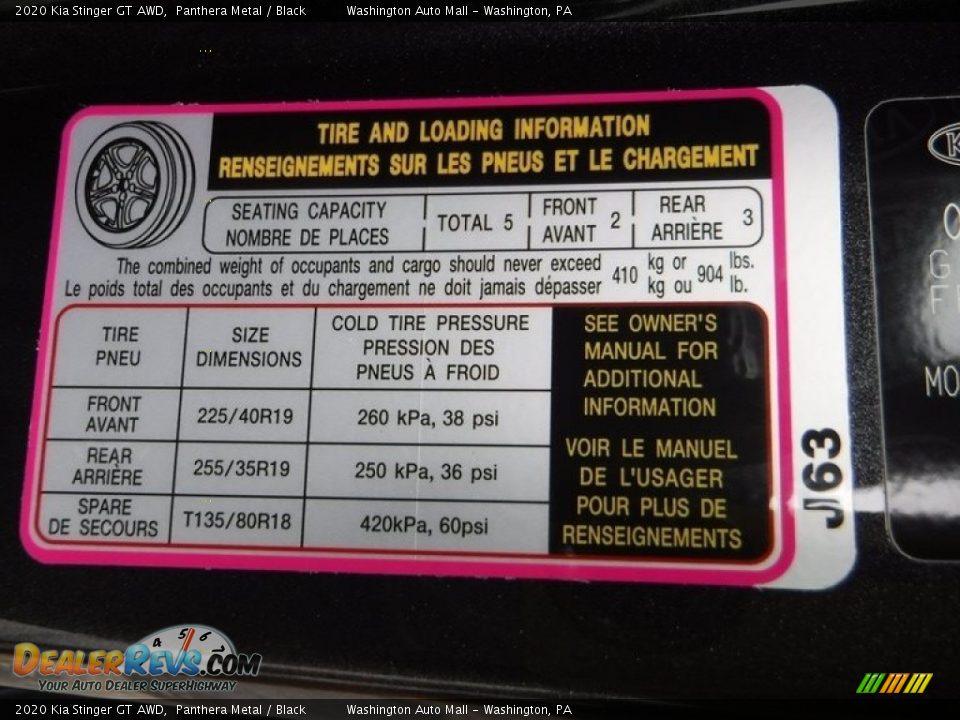 2020 Kia Stinger GT AWD, Panthera Metal / Black Washington Auto Mall - Washington, PA
TIRE AND LOADING INFORMATION
RENSEIGNEMENTS SUR LES PNEUS ET LE CHARGEMENT
SEATING CAPACITY
NOMBRE DE PLACES
TOTAL 5
FRONT
AVANT
2
REAR
ARRIÈRE
3
The combined weight of occupants and cargo should never exceed
Le poids total des occupants et du chargement ne doit jamais dépasser
410
kg or
kg ou
904
lbs.
lb.
TIRE
PNEU
SIZE
DIMENSIONS
COLD TIRE PRESSURE
PRESSION DES
PNEUS À FROID
FRONT
AVANT
225/40R19
260 kPa, 38 psi
REAR
ARRIÈRE
255/35R19
250 kPa, 36 psi
SPARE
DE SECOURS
T135/80R18
420kPa, 60psi
SEE OWNER'S
MANUAL FOR
ADDITIONAL
INFORMATION
VOIR LE MANUEL
DE L'USAGER
POUR PLUS DE
RENSEIGNEMENTS
J163
MO
DEALERREVS.COM
YOUR AUTO DEALER SUPERHIGHWAY
4 5 6
2020 Kia Stinger GT AWD, Panthera Metal / Black Washington Auto Mall - Washington, PA